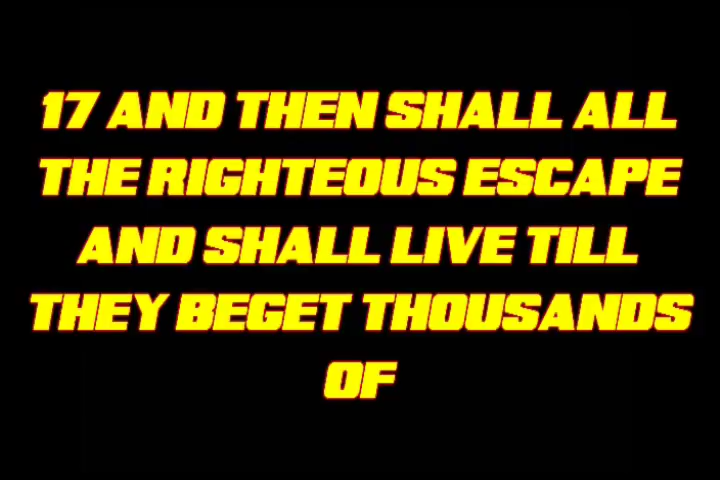 17 AND THEN SHALL ALL
THE RIGHTEOUS ESCAPE
AND SHALL LIVE TILL
THEY BEGET THOUSANDS
OF